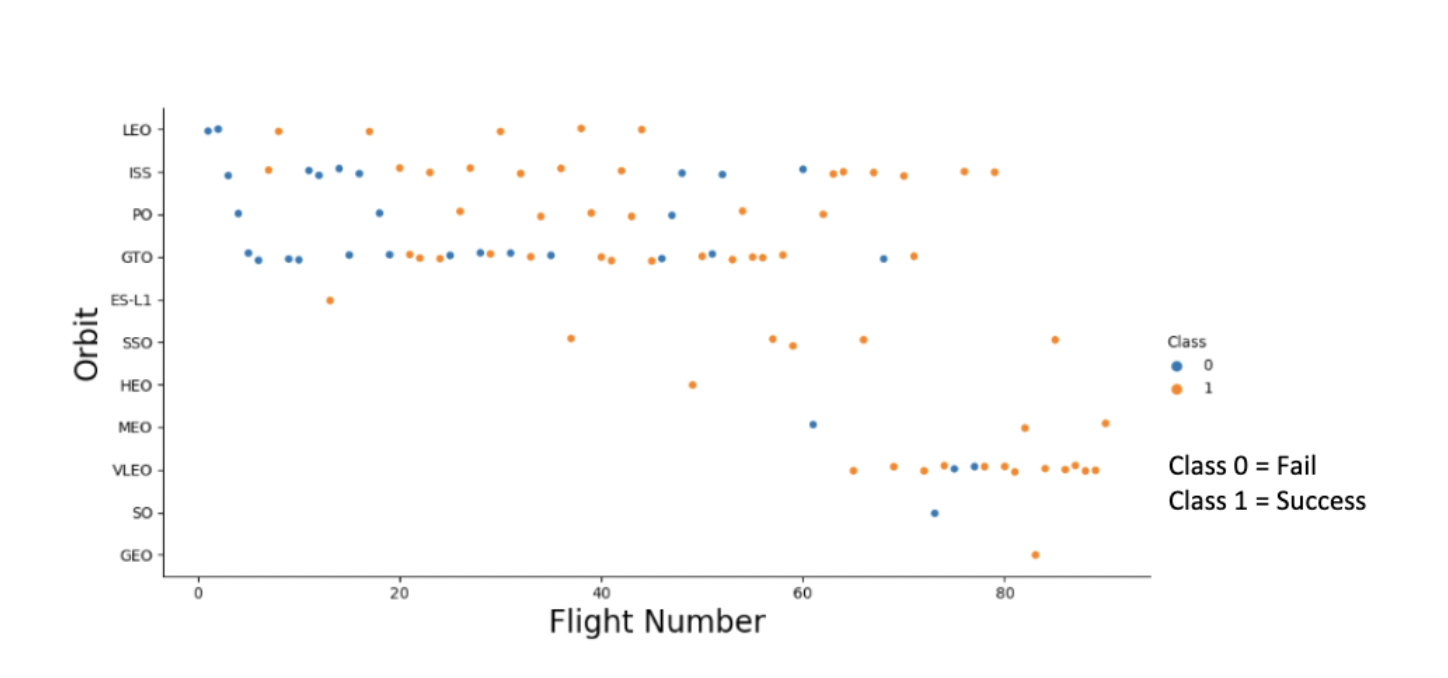 LEO
ISS
PO
GTO
ES-L1
SSO
HEO
MEO
VLEO
SO
GEO
Orbit
0 20 40 60 80
Flight Number
Class
0
1
Class 0 = Fail
Class 1 = Success